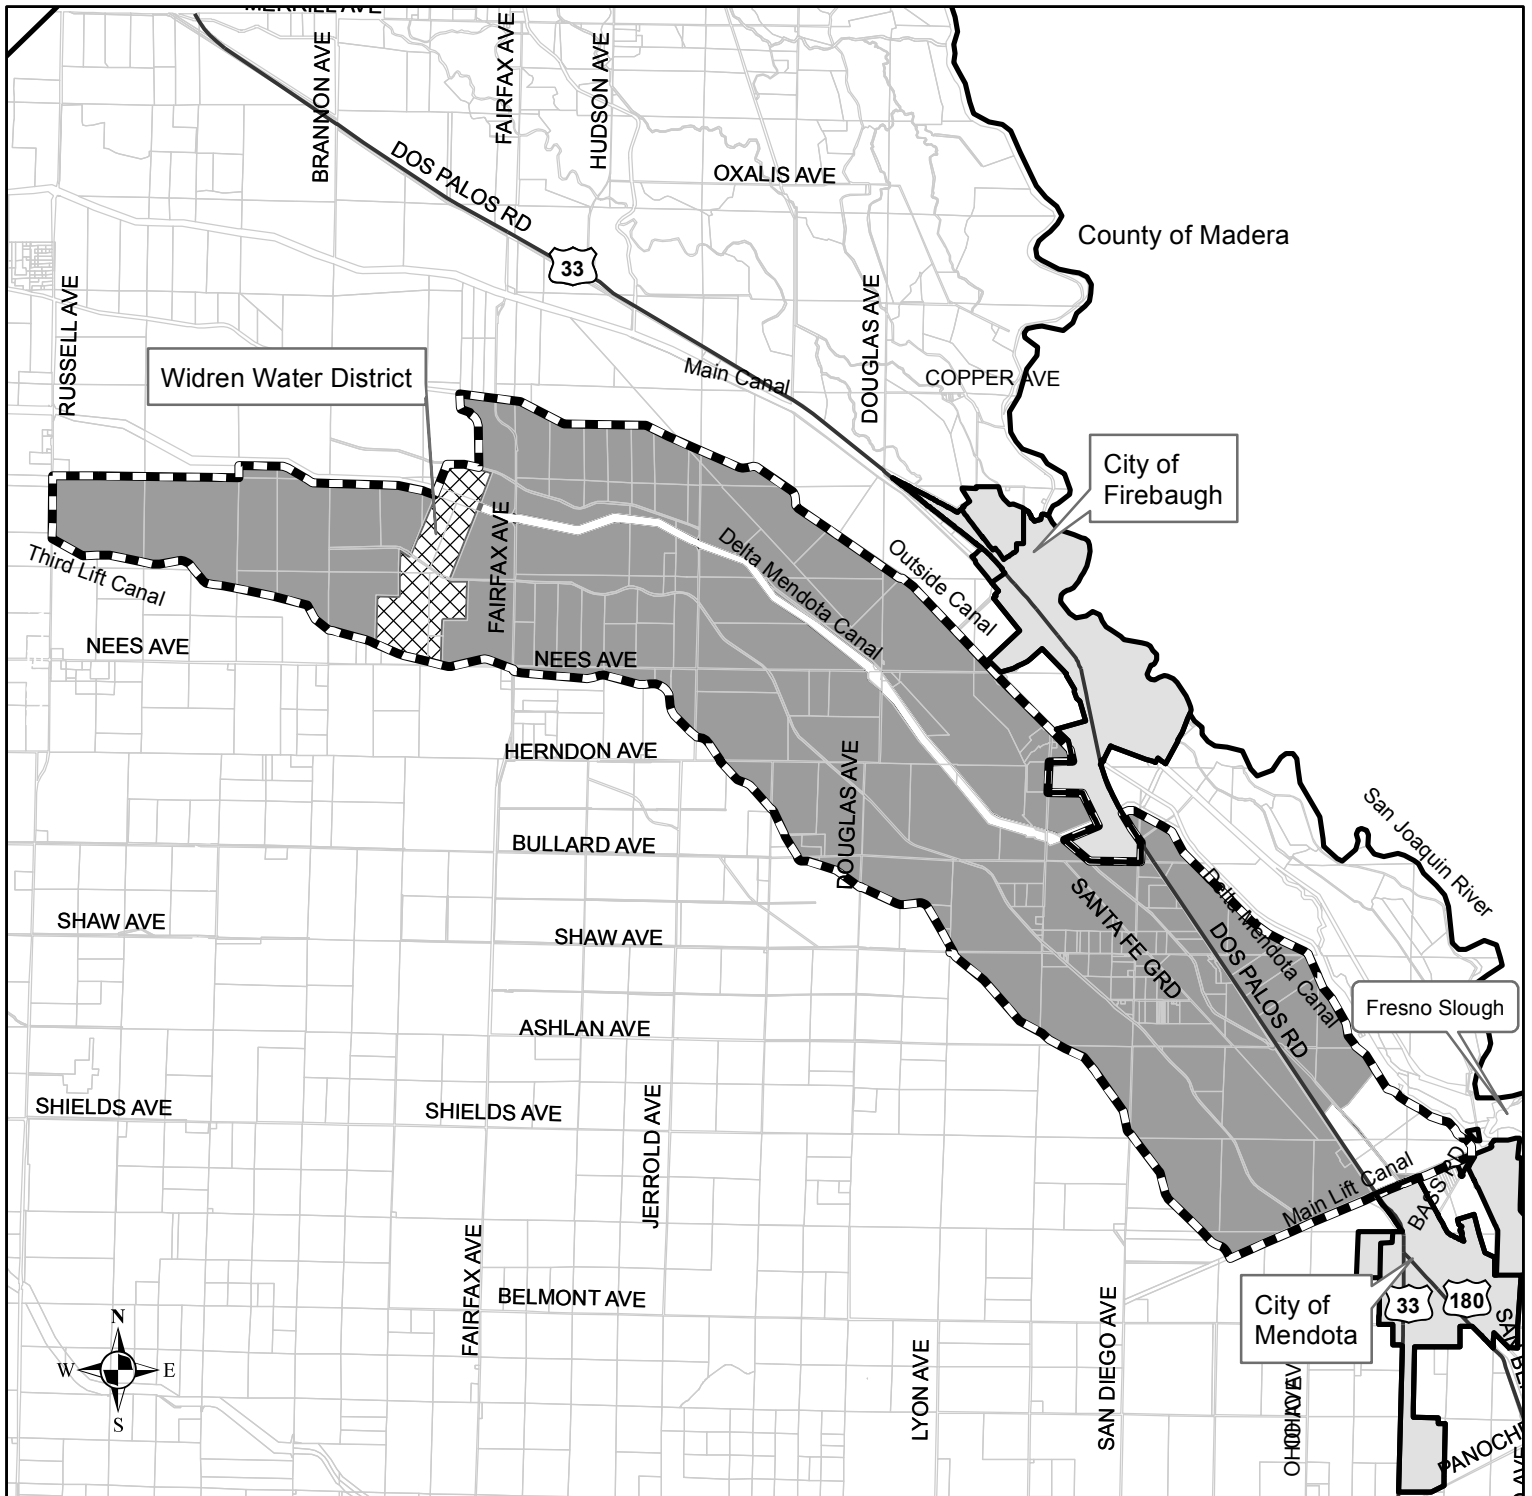 MERRILL AVE
BRANNON AVE
FAIRFAX AVE
HUDSON AVE
DOS PALOS RD
OXALIS AVE
33
County of Madera
RUSSELL AVE
DOUGLAS AVE
Main Canal
COPPER AVE
Widren Water District
City of
Firebaugh
Third Lift Canal
FAIRFAX AVE
Delta Mendota Canal
Outside Canal
NEES AVE
NEES AVE
HERNDON AVE
DOUGLAS AVE
San Joaquin River
BULLARD AVE
SHAW AVE
SHAW AVE
SANTA FE GRD
Delta Mendota Canal
DOS PALOS RD
Fresno Slough
ASHLAN AVE
SHIELDS AVE
SHIELDS AVE
JERROLD AVE
Main Lift Canal
BASS RD
FAIRFAX AVE
BELMONT AVE
City of
Mendota
33
180
LYON AVE
SAN DIEGO AVE
PANOCHE
AVE
N
W
E
S